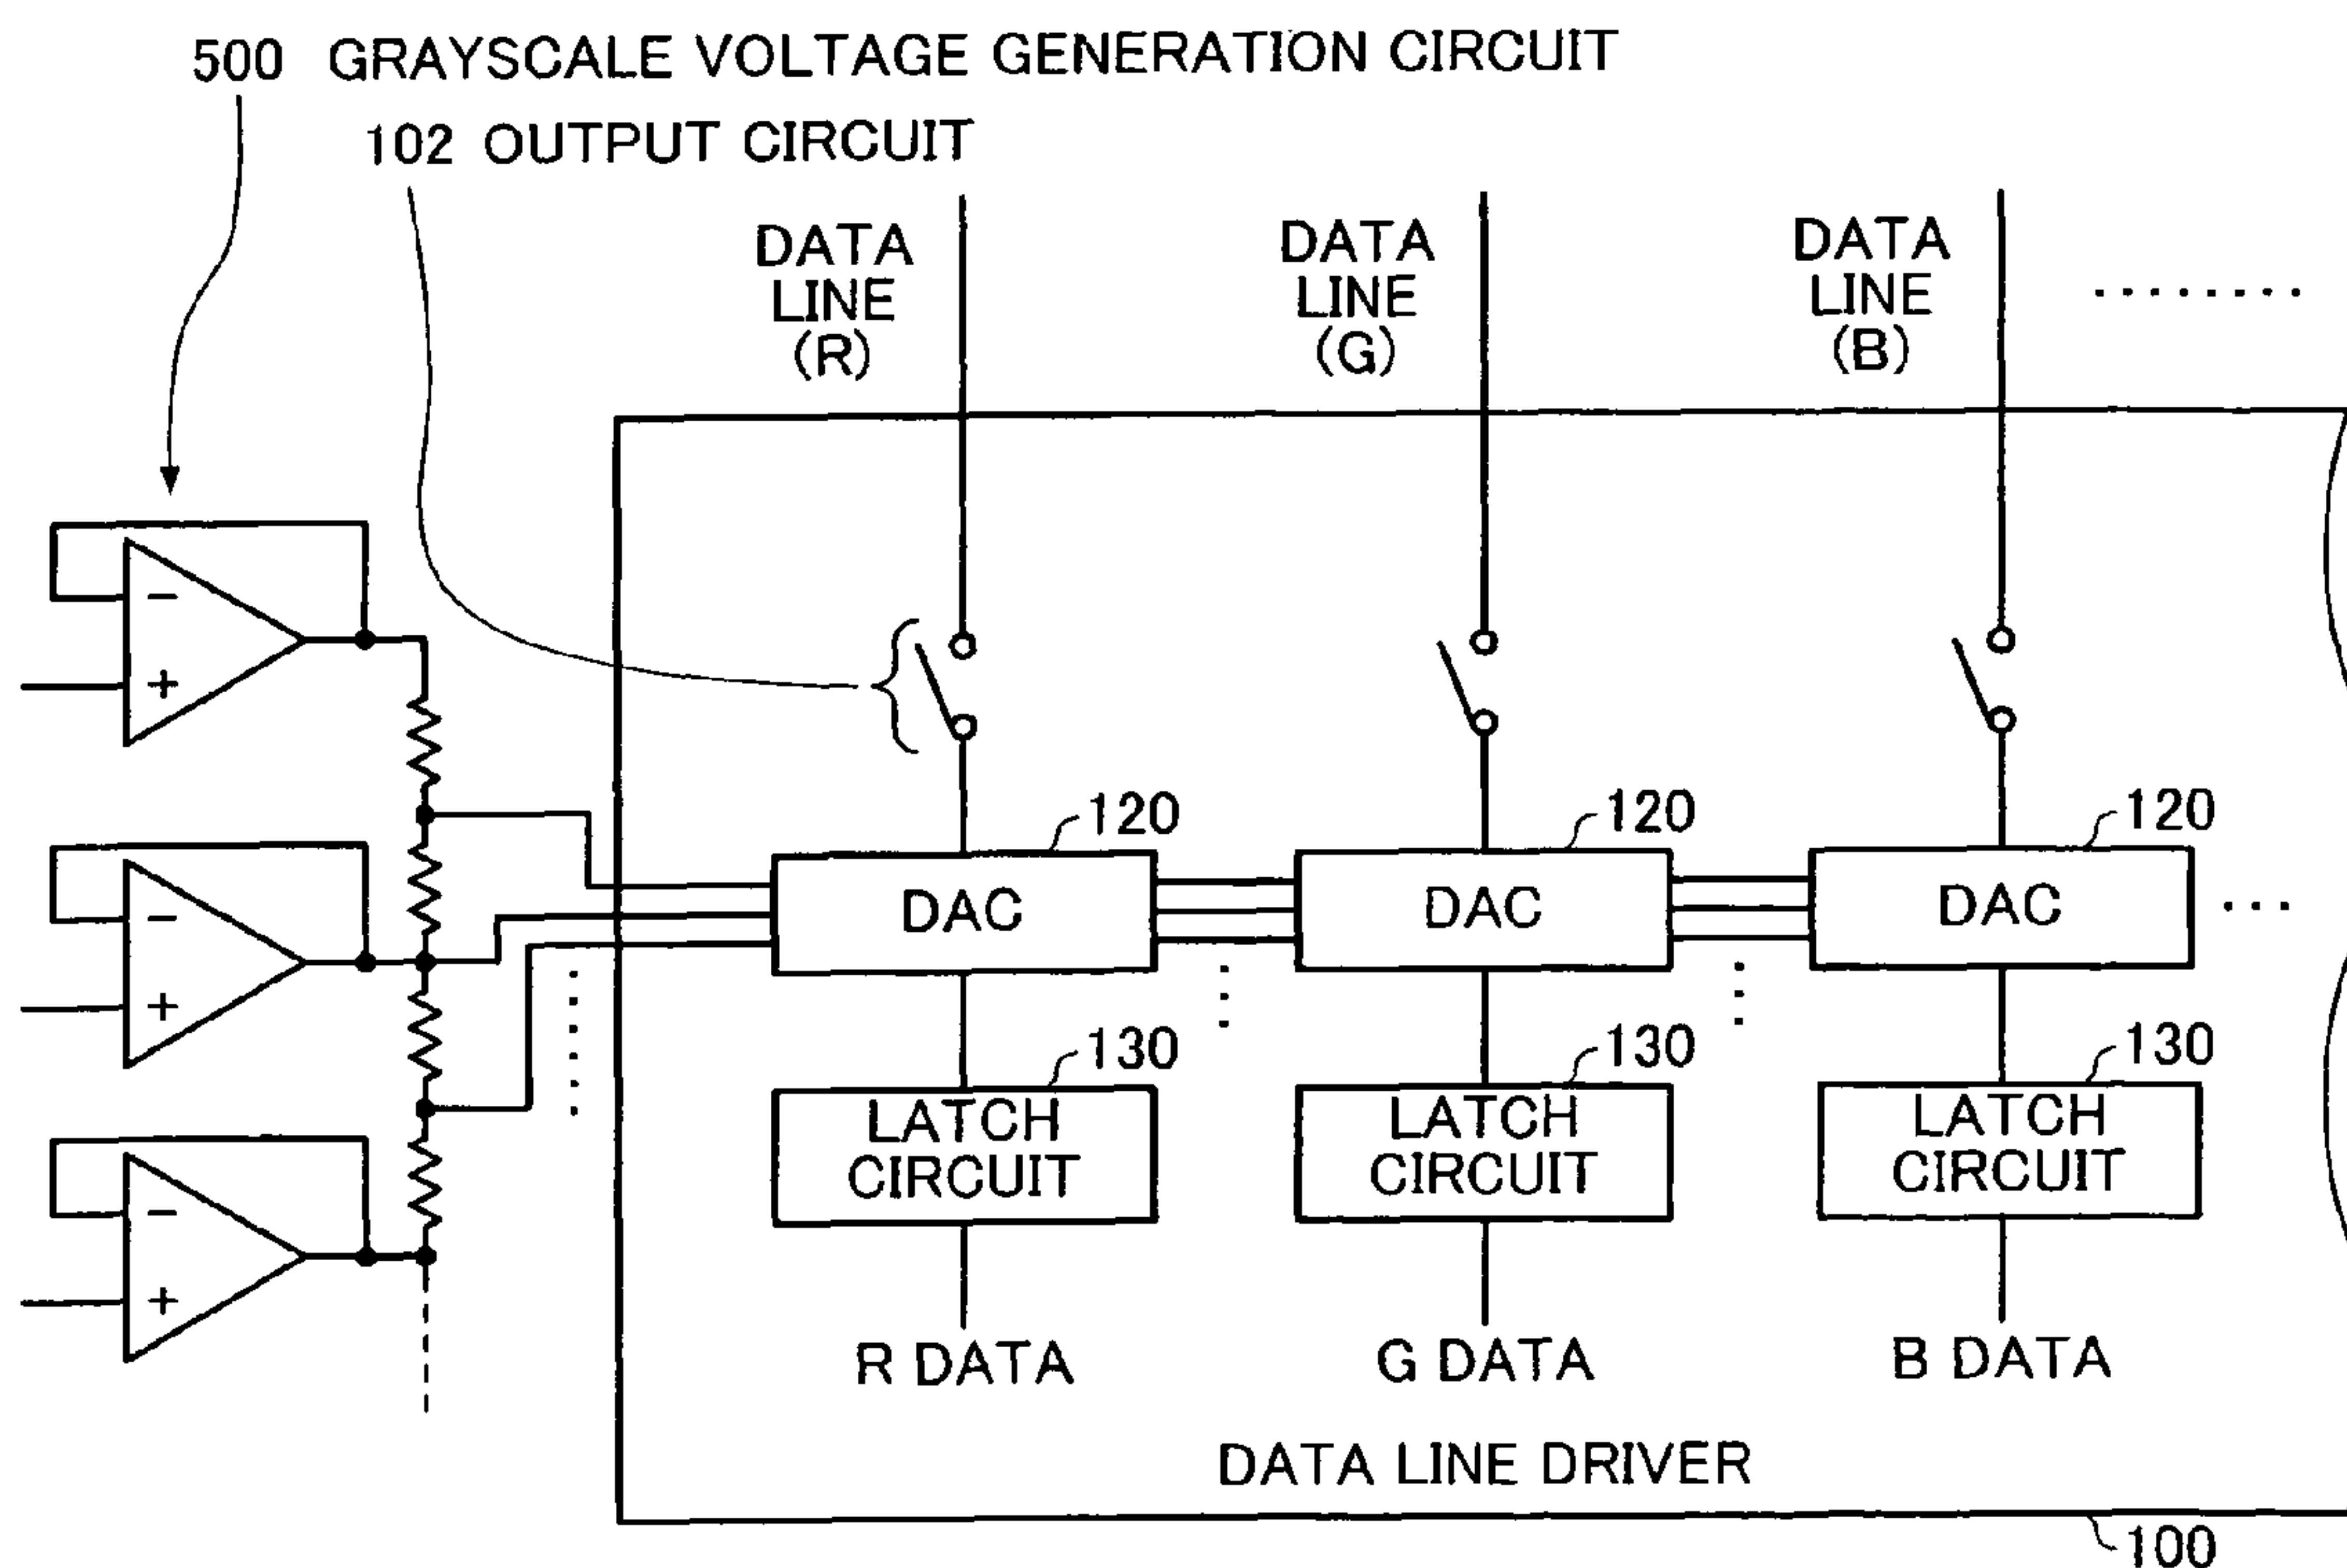 500 GRAYSCALE VOLTAGE GENERATION CIRCUIT
102 OUTPUT CIRCUIT
DATA
LINE
(R)
DATA
LINE
(G)
DATA
LINE
(B)
........
−
+
−
+
−
+
120
120
120
DAC
DAC
DAC
...
130
130
130
LATCH
CIRCUIT
LATCH
CIRCUIT
LATCH
CIRCUIT
R DATA
G DATA
B DATA
DATA LINE DRIVER
100